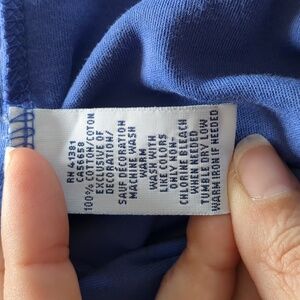 RN 41381
CA56658
100% COTTON/COTON
EXCLUSIVE OF
DECORATION/
SAUF DÉCORATION
MACHINE WASH
WARM
WASH WITH
LIKE COLORS
ONLY NON-
CHLORINE BLEACH
WHEN NEEDED
TUMBLE DRY LOW
WARM IRON IF NEEDED